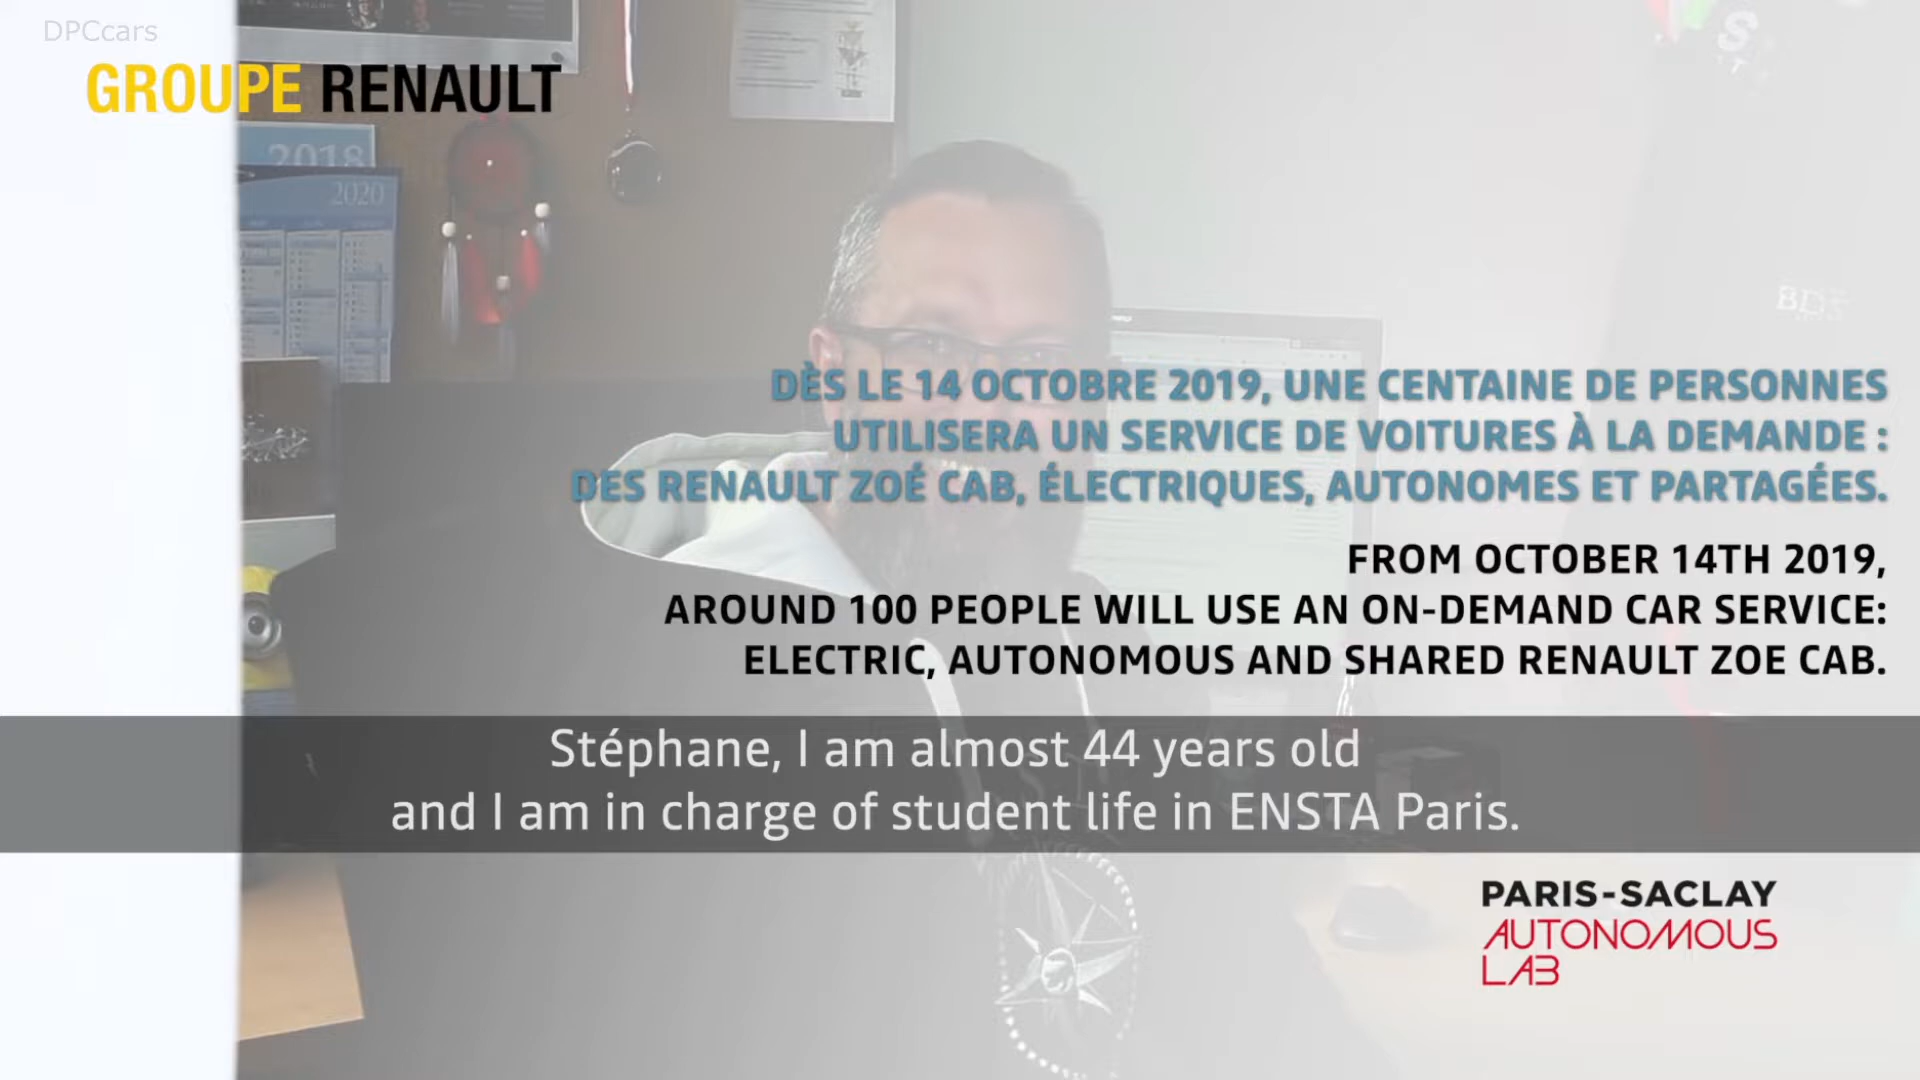 DPCcars
GROUPE RENAULT
2018
2020
DÈS LE 14 OCTOBRE 2019, UNE CENTAINE DE PERSONNES
UTILISERA UN SERVICE DE VOITURES À LA DEMANDE :
DES RENAULT ZOÉ CAB, ÉLECTRIQUES, AUTONOMES ET PARTAGÉES.
FROM OCTOBER 14TH 2019,
AROUND 100 PEOPLE WILL USE AN ON-DEMAND CAR SERVICE:
ELECTRIC, AUTONOMOUS AND SHARED RENAULT ZOE CAB.
Stéphane, I am almost 44 years old
and I am in charge of student life in ENSTA Paris.
PARIS-SACLAY
AUTONOMOUS
LAB